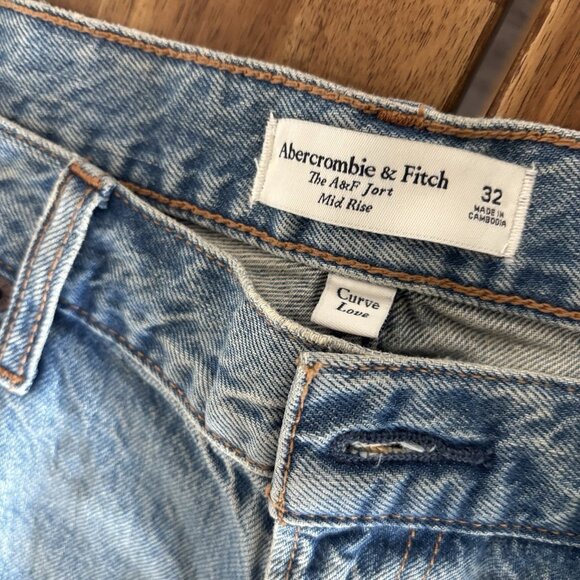 Abercrombie & Fitch
The A&F Jort
Mid Rise
32
MADE IN
CAMBODIA
Curve
Love